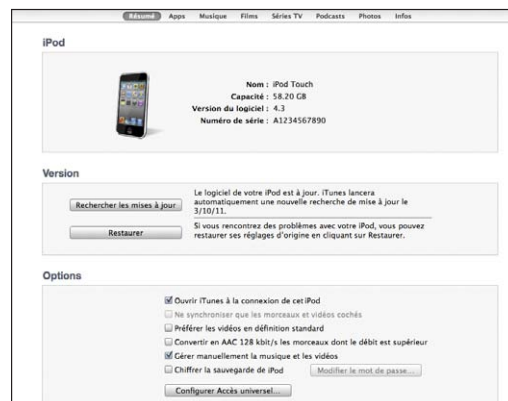 Résumé Apps Musique Films Séries TV Podcasts Photos Infos
iPod
Nom : iPod Touch
Capacité : 58.20 GB
Version du logiciel : 4.3
Numéro de série : A1234567890
Version
Rechercher les mises à jour
Le logiciel de votre iPod est à jour. iTunes lancera
automatiquement une nouvelle recherche de mise à jour le
3/10/11.
Restaurer
Si vous rencontrez des problèmes avec votre iPod, vous pouvez
restaurer ses réglages d'origine en cliquant sur Restaurer.
Options
Ouvrir iTunes à la connexion de cet iPod
Ne synchroniser que les morceaux et vidéos cochés
Préférer les vidéos en définition standard
Convertir en AAC 128 kbit/s les morceaux dont le débit est supérieur
Gérer manuellement la musique et les vidéos
Chiffrer la sauvegarde de iPod
Modifier le mot de passe...
Configurer Accès universel...